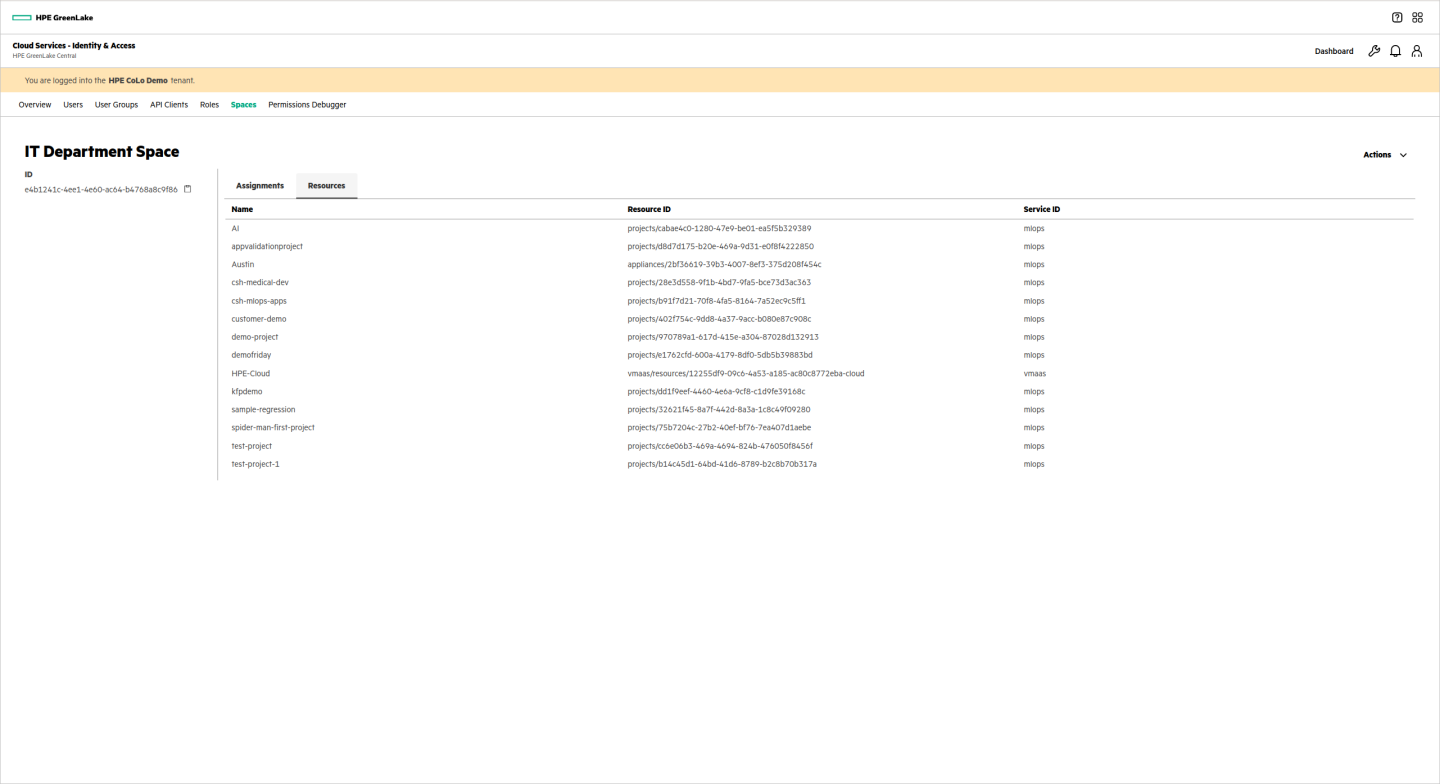 HPE GreenLake
Cloud Services - Identity & Access
HPE GreenLake Central
Dashboard
You are logged into the HPE CoLo Demo tenant.
Overview Users User Groups API Clients Roles Spaces Permissions Debugger
IT Department Space
Actions
ID
e4b1241c-4ee1-4e60-ac64-b4768a8c9f86
Assignments Resources
Name Resource ID Service ID
AI projects/cabae4c0-1280-47e9-be01-ea5f5b329389 mlops
appvalidationproject projects/d8d7d175-b20e-469a-9d31-e0f8f4222850 mlops
Austin appliances/2bf36619-39b3-4007-8ef3-375d208f454c mlops
csh-medical-dev projects/28e3d558-9f1b-4bd7-9fa5-bce73d3ac363 mlops
csh-mlops-apps projects/b91f7d21-70f8-4fa5-8164-7a52ec9c5ff1 mlops
customer-demo projects/402f754c-9dd8-4a37-9acc-b080e87c908c mlops
demo-project projects/970789a1-617d-415e-a304-87028d132913 mlops
demofriday projects/e1762cfd-600a-4179-8df0-5db5b39883bd mlops
HPE-Cloud vmaas/resources/12255df9-09c6-4a53-a185-ac80c8772eba-cloud vmaas
kfpdemo projects/dd1f9eef-4460-4e6a-9cf8-c1d9fe39168c mlops
sample-regression projects/32621f45-8a7f-442d-8a3a-1c8c49f09280 mlops
spider-man-first-project projects/75b7204c-27b2-40ef-bf76-7ea407d1aebe mlops
test-project projects/cc6e06b3-469a-4694-824b-476050f8456f mlops
test-project-1 projects/b14c45d1-64bd-41d6-8789-b2c8b70b317a mlops